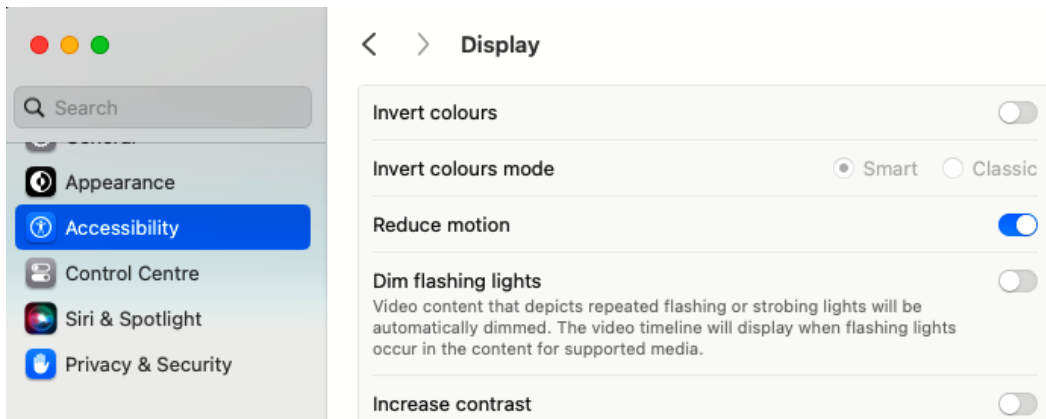 Display
Search
General
Appearance
Accessibility
Control Centre
Siri & Spotlight
Privacy & Security
Invert colours
Invert colours mode
Smart
Classic
Reduce motion
Dim flashing lights
Video content that depicts repeated flashing or strobing lights will be
automatically dimmed. The video timeline will display when flashing lights
occur in the content for supported media.
Increase contrast